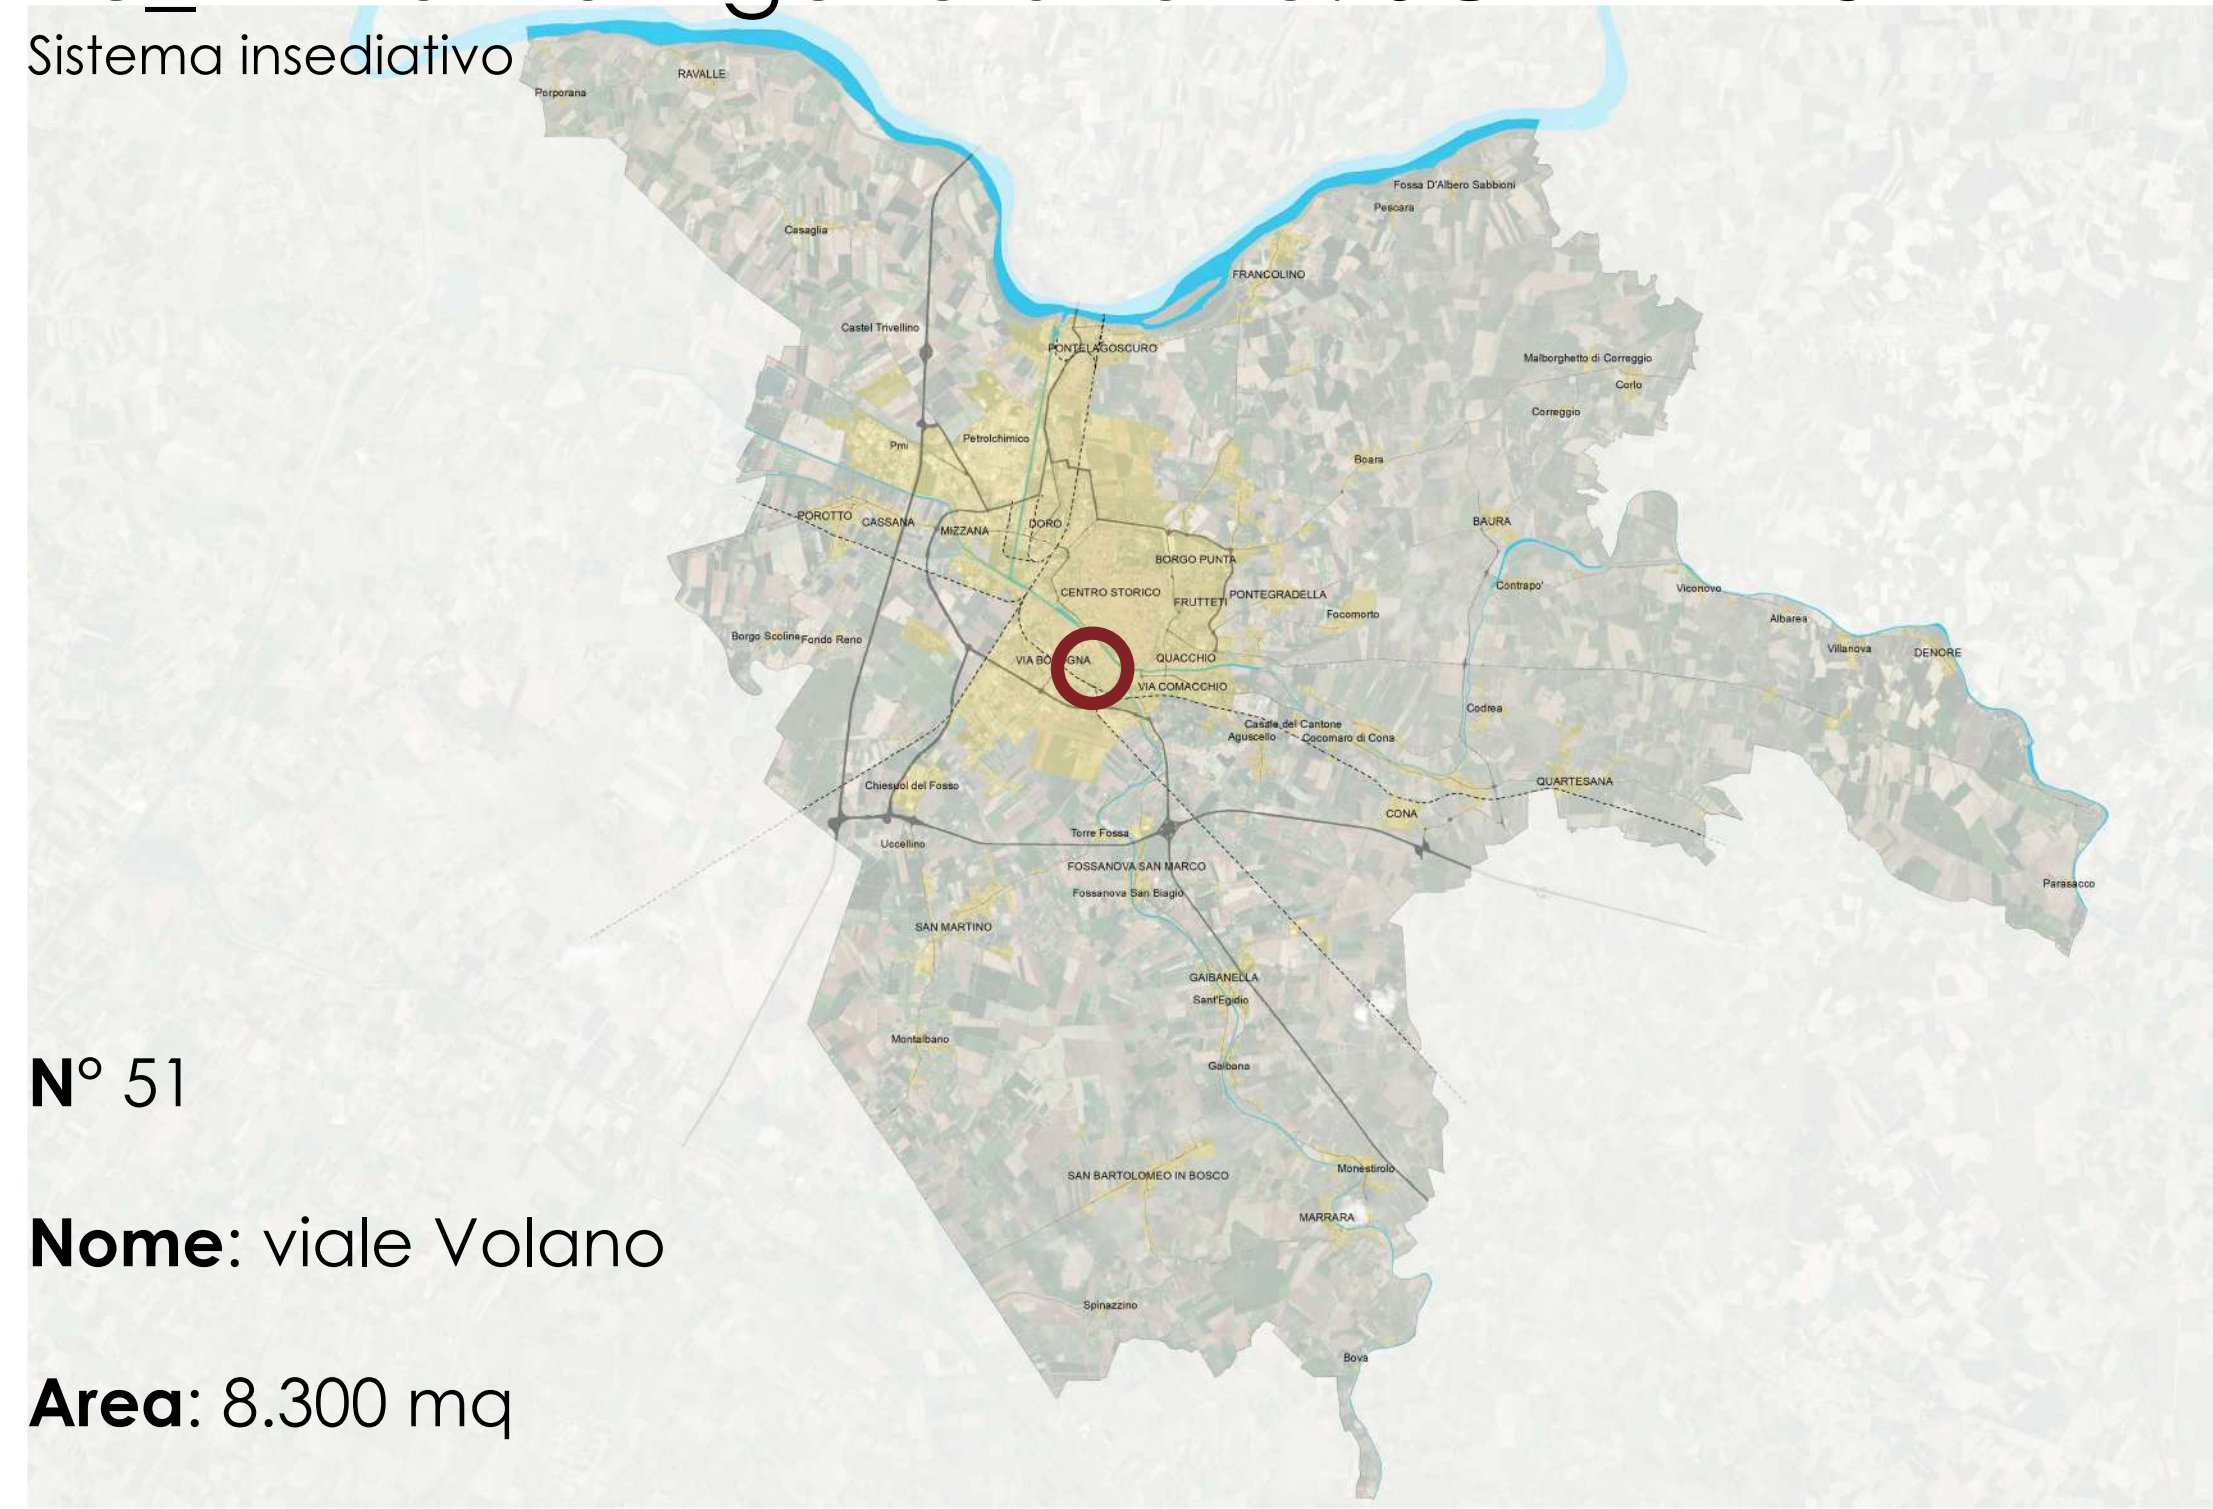 Sistema insediativo
RAVALLE
Porporana
Fossa D'Albero Sabbioni
Pescara
Casaglia
FRANCOLINO
Castel Trivellino
PONTELAGOSCURO
Malborghetto di Correggio
Corlo
Correggio
Petrolchimico
Pmi
Boara
POROTTO
CASSANA
MIZZANA
DORO
BAURA
BORGO PUNTA
Contrapo'
Viconovo
CENTRO STORICO
FRUTTETI
PONTEGRADELLA
Focomorto
Albarea
Borgo Scoline
Fondo Reno
Villanova
DENORE
VIA BOLOGNA
QUACCHIO
VIA COMACCHIO
Codrea
Casale del Cantone
Aguscello
Cocomaro di Cona
QUARTESANA
Chiesuol del Fosso
CONA
Torre Fossa
Uccellino
FOSSANOVA SAN MARCO
Fossanova San Biagio
Parasacco
SAN MARTINO
GAIBANELLA
Sant'Egidio
Montalbano
Gaibana
N° 51
SAN BARTOLOMEO IN BOSCO
Monestirolo
MARRARA
Nome: viale Volano
Spinazzino
Bova
Area: 8.300 mq